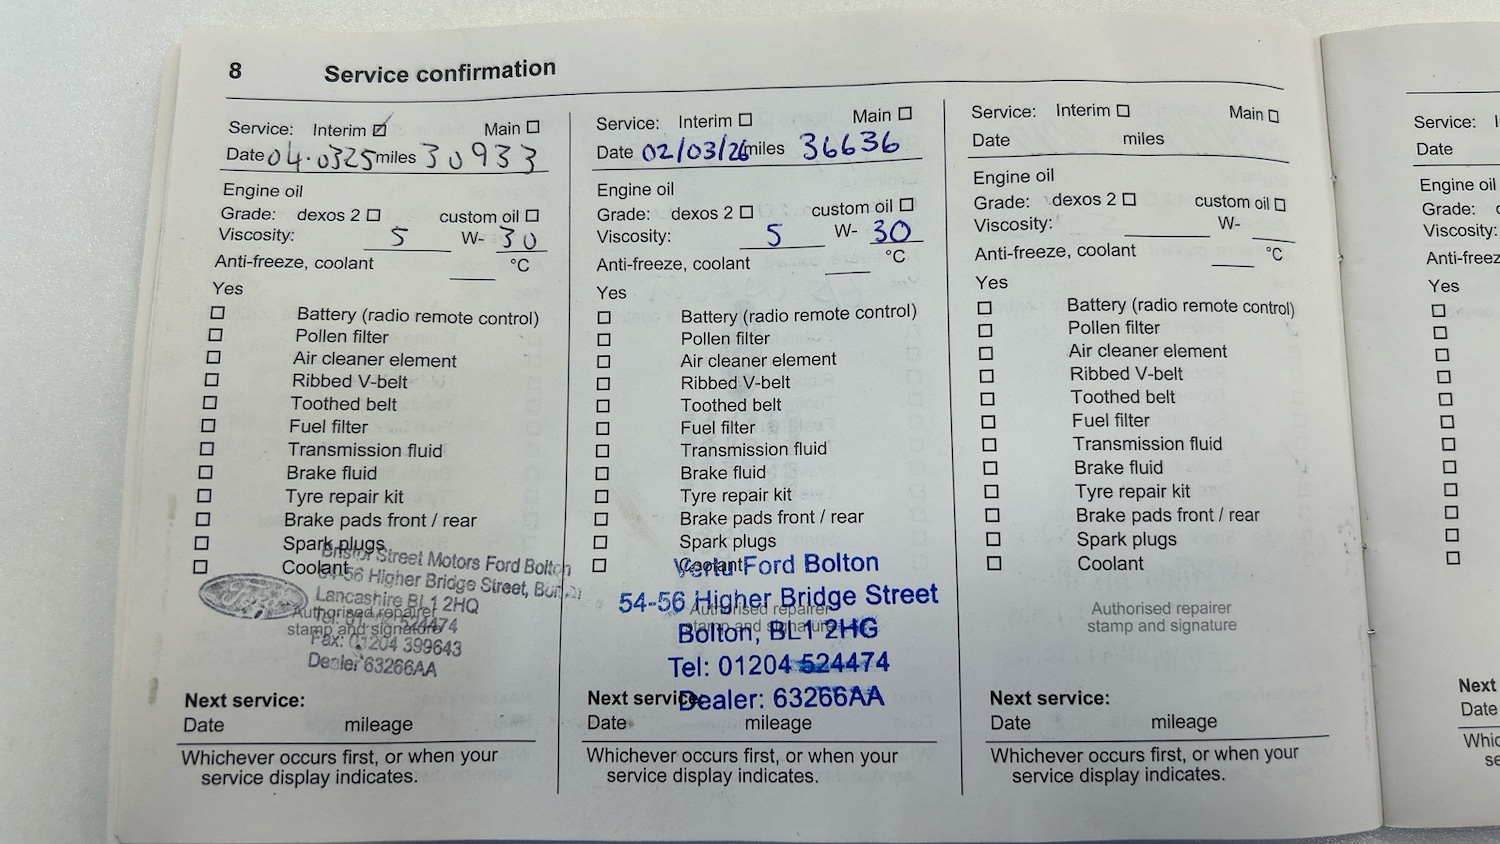 8 Service confirmation
Service: Interim Main
Date 04.0325 miles 30933
Engine oil
Grade: dexos 2 custom oil
Viscosity: 5 W- 30
Anti-freeze, coolant °C
Yes
Battery (radio remote control)
Pollen filter
Air cleaner element
Ribbed V-belt
Toothed belt
Fuel filter
Transmission fluid
Brake fluid
Tyre repair kit
Brake pads front / rear
Spark plugs
Coolant
Bristol Street Motors Ford Bolton
54-56 Higher Bridge Street,
Lancashire BL1 2HQ
Authorised repairer
stamp and signature
Fax: 01204 399643
Dealer 63266AA
Next service:
Date mileage
Whichever occurs first, or when your
service display indicates.
Service: Interim Main
Date 02/03/26 miles 36636
Engine oil
Grade: dexos 2 custom oil
Viscosity: 5 W- 30
Anti-freeze, coolant °C
Yes
Battery (radio remote control)
Pollen filter
Air cleaner element
Ribbed V-belt
Toothed belt
Fuel filter
Transmission fluid
Brake fluid
Tyre repair kit
Brake pads front / rear
Spark plugs
Coolant
Vertu Ford Bolton
54-56 Higher Bridge Street
Authorised repairer
stamp and signature
Bolton, BL1 2HG
Tel: 01204 524474
Dealer: 63266AA
Next service:
Date mileage
Whichever occurs first, or when your
service display indicates.
Service: Interim Main
Date miles
Engine oil
Grade: dexos 2 custom oil
Viscosity: W-
Anti-freeze, coolant °C
Yes
Battery (radio remote control)
Pollen filter
Air cleaner element
Ribbed V-belt
Toothed belt
Fuel filter
Transmission fluid
Brake fluid
Tyre repair kit
Brake pads front / rear
Spark plugs
Coolant
Authorised repairer
stamp and signature
Next service:
Date mileage
Whichever occurs first, or when your
service display indicates.
Service:
Date
Engine oil
Grade:
Viscosity:
Yes
Next
Date